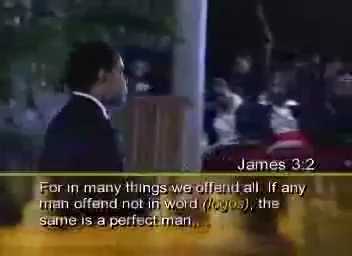 James 3:2
For in many things we offend all. If any
man offend not in word (logos), the
same is a perfect man,...